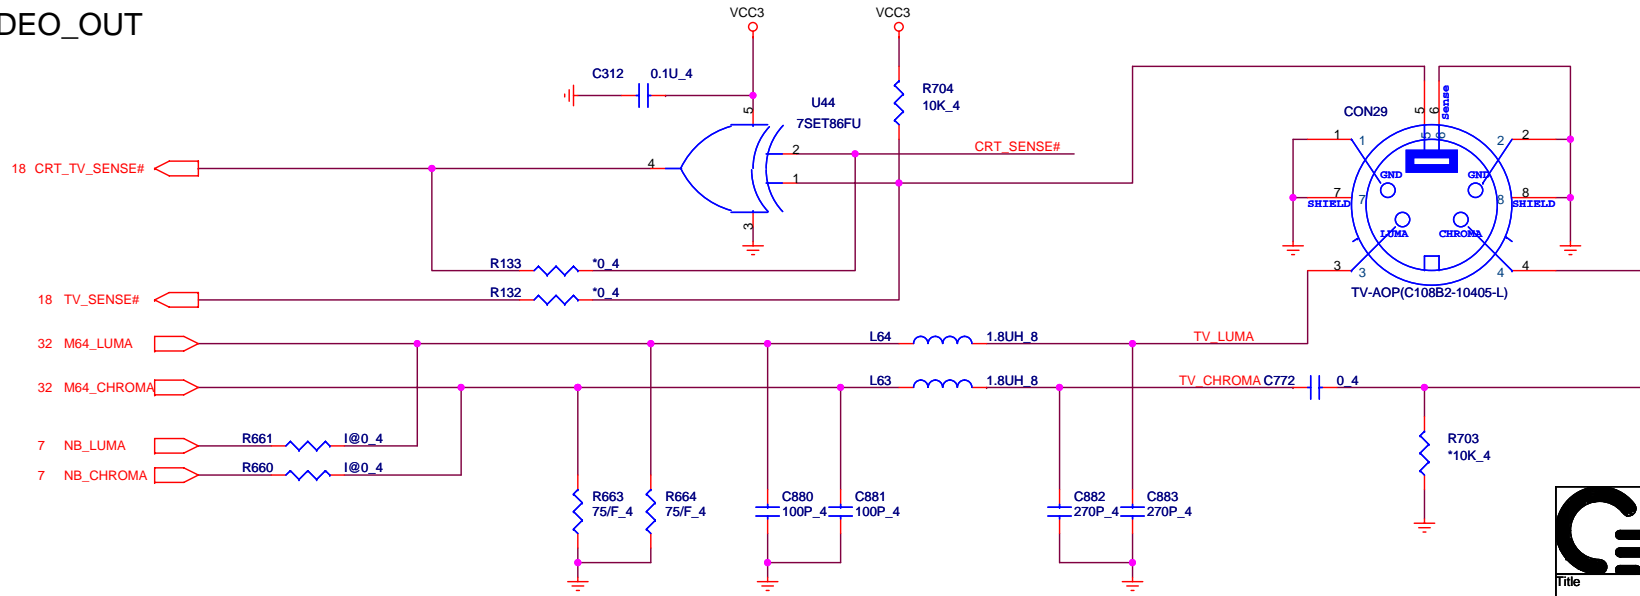 DEO_OUT
VCC3
VCC3
C312
0.1U_4
5
U44
7SET86FU
R704
10K_4
CRT_SENSE#
2
1
4
3
18 CRT_TV_SENSE#
R133
*0_4
18 TV_SENSE#
R132
*0_4
32 M64_LUMA
L64
1.8UH_8
TV_LUMA
32 M64_CHROMA
L63
1.8UH_8
TV_CHROMA
C772
0_4
7 NB_LUMA
R661
I@0_4
7 NB_CHROMA
R660
I@0_4
R663
75/F_4
R664
75/F_4
C880
100P_4
C881
100P_4
C882
270P_4
C883
270P_4
R703
*10K_4
CON29
5
6
Sense
5
6
1
1
2
2
GND
GND
7
SHIELD
7
8
8
SHIELD
LUMA
CHROMA
3
3
4
4
TV-AOP(C108B2-10405-L)
Title